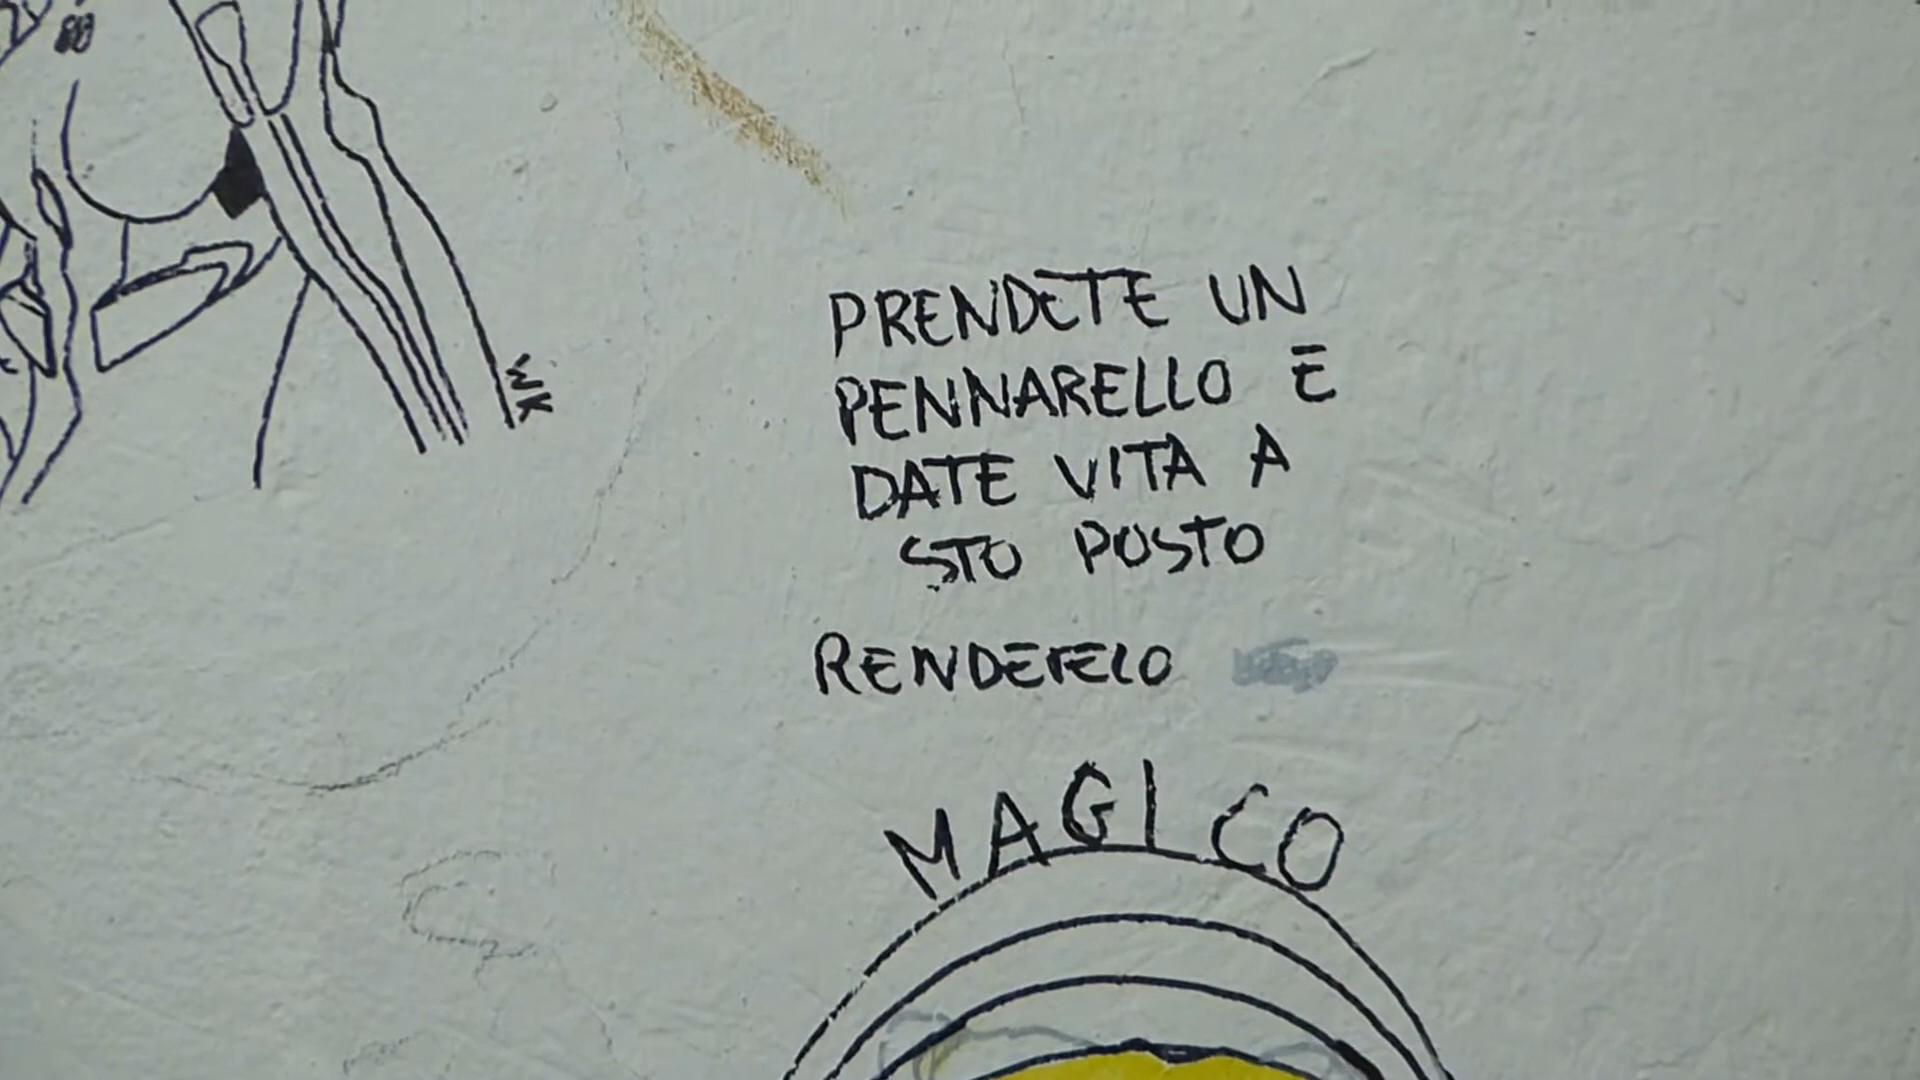 PRENDETE UN
PENNARELLO E
DATE VITA A
STO POSTO
RENDETELO
MAGICO